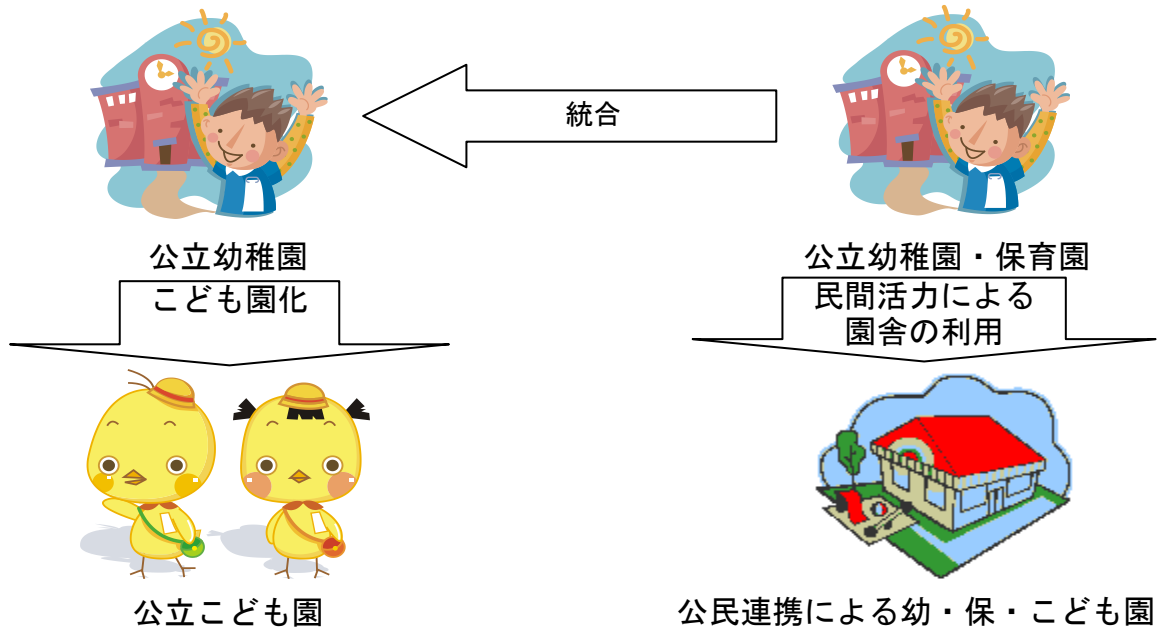 統合
公立幼稚園
公立幼稚園・保育園
こども園化
民間活力による
園舎の利用
公立こども園
公民連携による幼・保・こども園